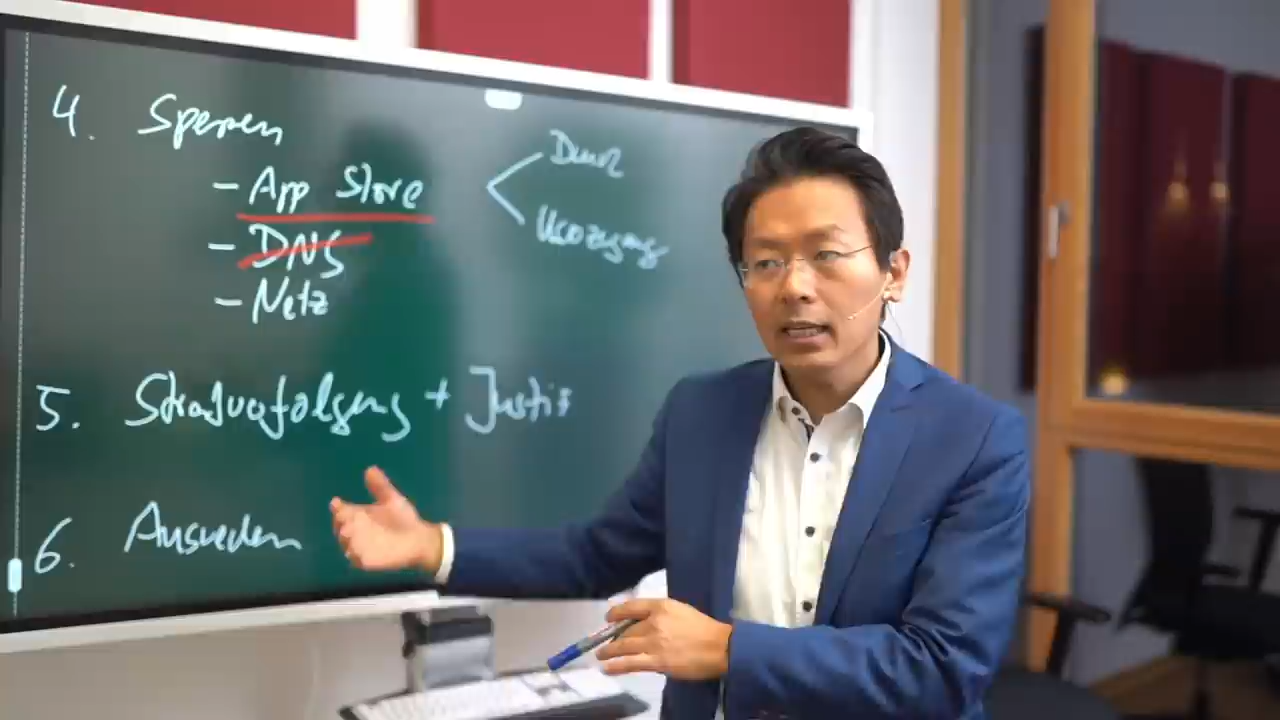 4. Sperren
- App Store
- DNS
- Netz
5. Strafverfolgung + Justiz
6. Ausreden